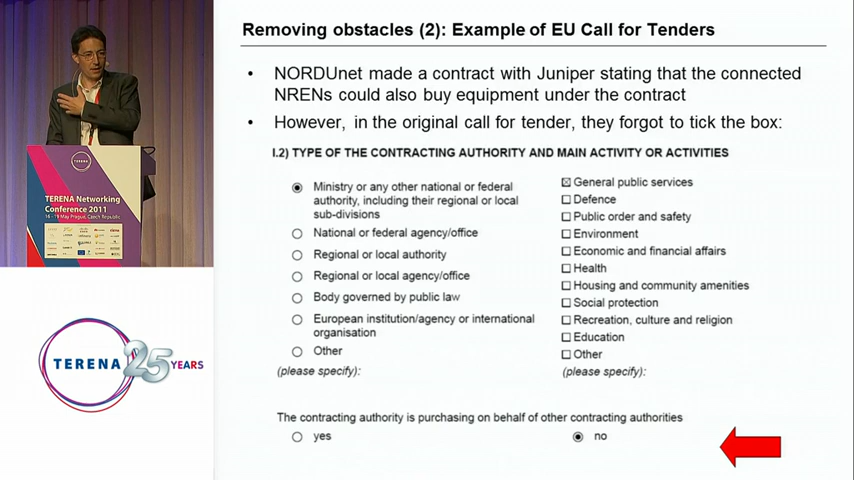 Removing obstacles (2): Example of EU Call for Tenders
• NORDUnet made a contract with Juniper stating that the connected
NRENs could also buy equipment under the contract
• However, in the original call for tender, they forgot to tick the box:
I.2) TYPE OF THE CONTRACTING AUTHORITY AND MAIN ACTIVITY OR ACTIVITIES
Ministry or any other national or federal
authority, including their regional or local
sub-divisions
National or federal agency/office
Regional or local authority
Regional or local agency/office
Body governed by public law
European institution/agency or international
organisation
Other
(please specify):
General public services
Defence
Public order and safety
Environment
Economic and financial affairs
Health
Housing and community amenities
Social protection
Recreation, culture and religion
Education
Other
(please specify):
The contracting authority is purchasing on behalf of other contracting authorities
yes
no
TERENA Networking
Conference 2011
16 - 19 May Prague, Czech Republic
TERENA 25 YEARS